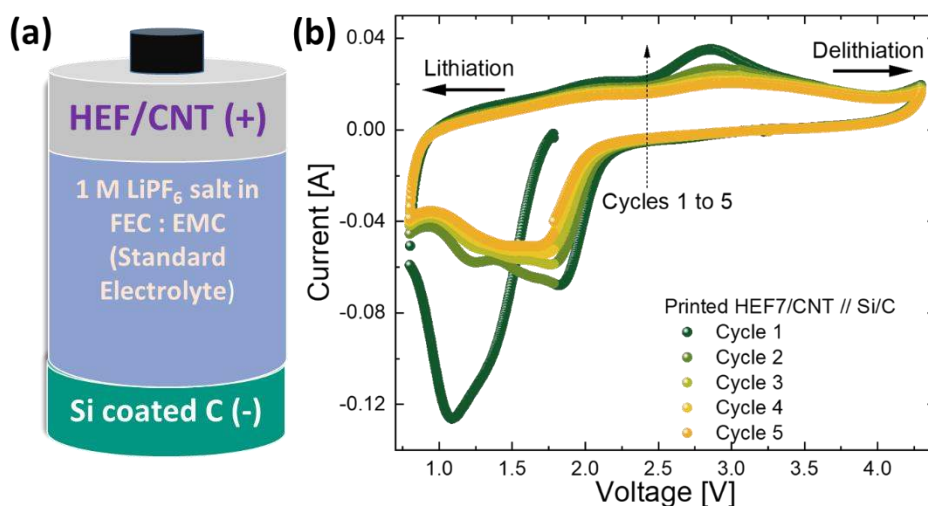 (a)
HEF/CNT (+)
1 M LiPF₆ salt in
FEC : EMC
(Standard
Electrolyte)
Si coated C (-)
(b)
0.04
0.00
-0.04
-0.08
-0.12
Current [A]
Lithiation
Delithiation
Cycles 1 to 5
Printed HEF7/CNT // Si/C
Cycle 1
Cycle 2
Cycle 3
Cycle 4
Cycle 5
1.0 1.5 2.0 2.5 3.0 3.5 4.0
Voltage [V]